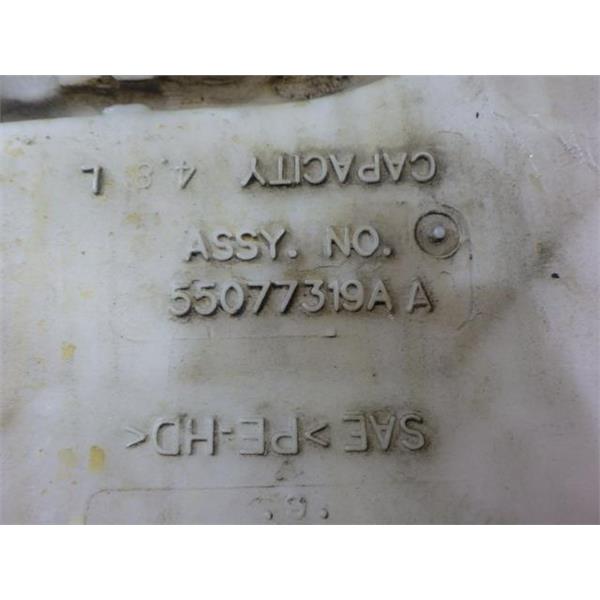 CAPACITY 4.8 L
ASSY. NO.
55077319A A
SAE >PE-HD<